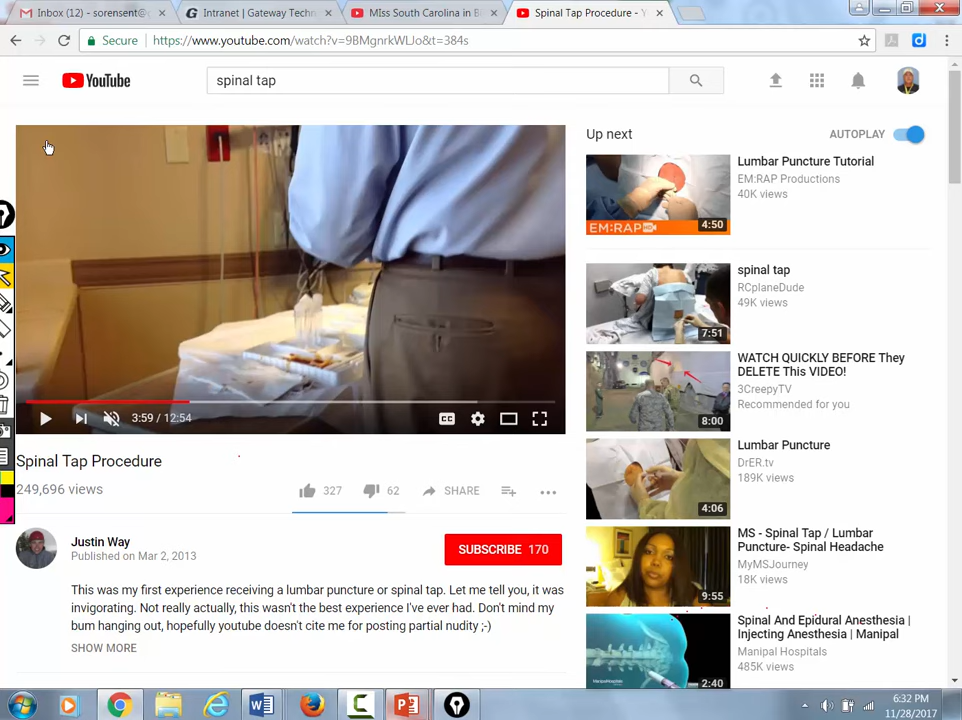 Inbox (12) - sorensent@
Intranet | Gateway Techn
MIss South Carolina in B
Spinal Tap Procedure - Y
Secure
https://www.youtube.com/watch?v=9BMgnrkWLJo&t=384s
YouTube
spinal tap
3:59 / 12:54
CC
Spinal Tap Procedure
249,696 views
327
62
SHARE
Justin Way
Published on Mar 2, 2013
SUBSCRIBE 170
This was my first experience receiving a lumbar puncture or spinal tap. Let me tell you, it was
invigorating. Not really actually, this wasn't the best experience I've ever had. Don't mind my
bum hanging out, hopefully youtube doesn't cite me for posting partial nudity ;-)
SHOW MORE
Up next
AUTOPLAY
Lumbar Puncture Tutorial
EM:RAP Productions
40K views
EM:RAP HD
4:50
spinal tap
RCplaneDude
49K views
7:51
WATCH QUICKLY BEFORE They
DELETE This VIDEO!
3CreepyTV
Recommended for you
8:00
Lumbar Puncture
DrER.tv
189K views
4:06
MS - Spinal Tap / Lumbar
Puncture- Spinal Headache
MyMSJourney
18K views
9:55
Spinal And Epidural Anesthesia |
Injecting Anesthesia | Manipal
Manipal Hospitals
485K views
2:40
6:32 PM
11/28/2017